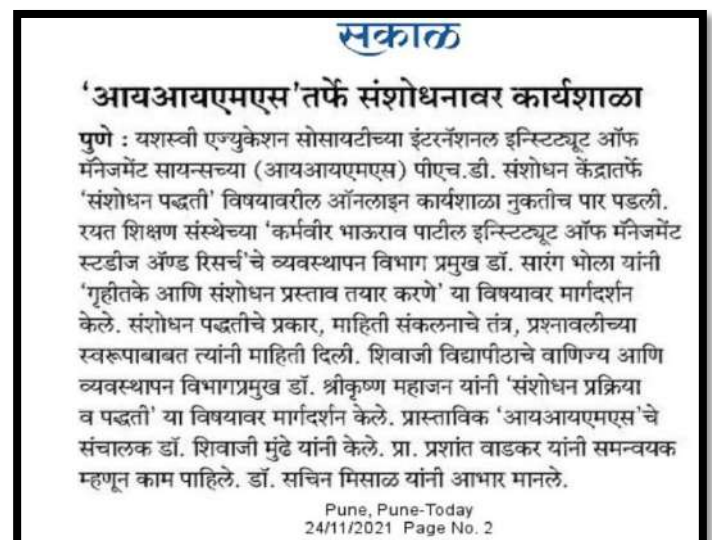 सकाळ
‘आयआयएमएस’तर्फे संशोधनावर कार्यशाळा
पुणे : यशस्वी एज्युकेशन सोसायटीच्या इंटरनॅशनल इन्स्टिट्यूट ऑफ
मॅनेजमेंट सायन्सच्या (आयआयएमएस) पीएच.डी. संशोधन केंद्रातर्फे
‘संशोधन पद्धती’ विषयावरील ऑनलाइन कार्यशाळा नुकतीच पार पडली.
रयत शिक्षण संस्थेच्या ‘कर्मवीर भाऊराव पाटील इन्स्टिट्यूट ऑफ मॅनेजमेंट
स्टडीज अ‍ॅण्ड रिसर्च’चे व्यवस्थापन विभाग प्रमुख डॉ. सारंग भोला यांनी
‘गृहीतके आणि संशोधन प्रस्ताव तयार करणे’ या विषयावर मार्गदर्शन
केले. संशोधन पद्धतीचे प्रकार, माहिती संकलनाचे तंत्र, प्रश्नावलीच्या
स्वरूपाबाबत त्यांनी माहिती दिली. शिवाजी विद्यापीठाचे वाणिज्य आणि
व्यवस्थापन विभागप्रमुख डॉ. श्रीकृष्ण महाजन यांनी ‘संशोधन प्रक्रिया
व पद्धती’ या विषयावर मार्गदर्शन केले. प्रास्ताविक ‘आयआयएमएस’चे
संचालक डॉ. शिवाजी मुंढे यांनी केले. प्रा. प्रशांत वाडकर यांनी समन्वयक
म्हणून काम पाहिले. डॉ. सचिन मिसाळ यांनी आभार मानले.
Pune, Pune-Today
24/11/2021 Page No. 2